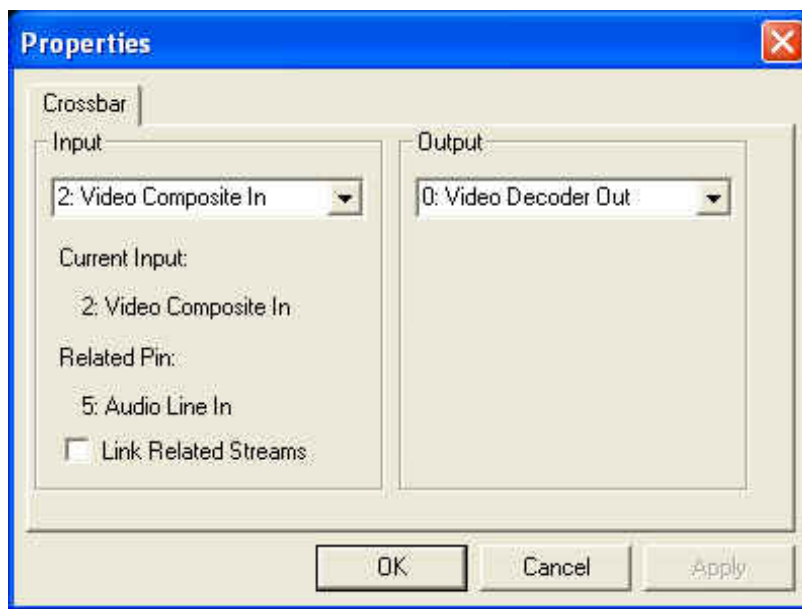 Properties
Crossbar
Input
2: Video Composite In
Current Input:
2: Video Composite In
Related Pin:
5: Audio Line In
Link Related Streams
Output
0: Video Decoder Out
OK
Cancel
Apply